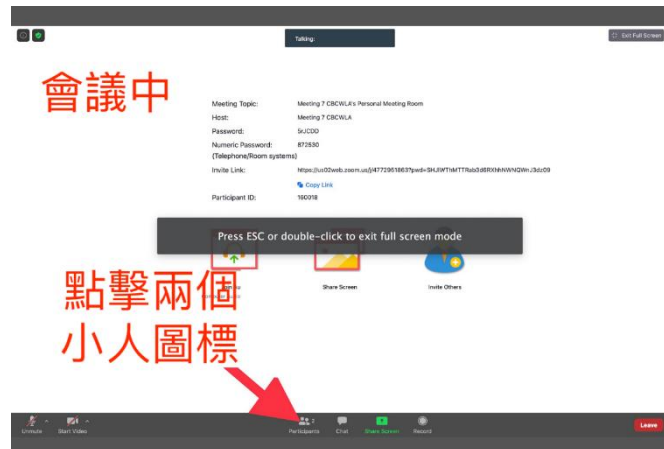 Talking:
Exit Full Screen
會議中
Meeting Topic: Meeting 7 CBCWLA's Personal Meeting Room
Host: Meeting 7 CBCWLA
Password: 5rJCDD
Numeric Password: 872530
(Telephone/Room systems)
Invite Link:
Copy Link
Participant ID: 160018
Press ESC or double-click to exit full screen mode
Share Screen
Invite Others
點擊兩個
小人圖標
Unmute
Start Video
Participants
Chat
Share Screen
Record
Leave